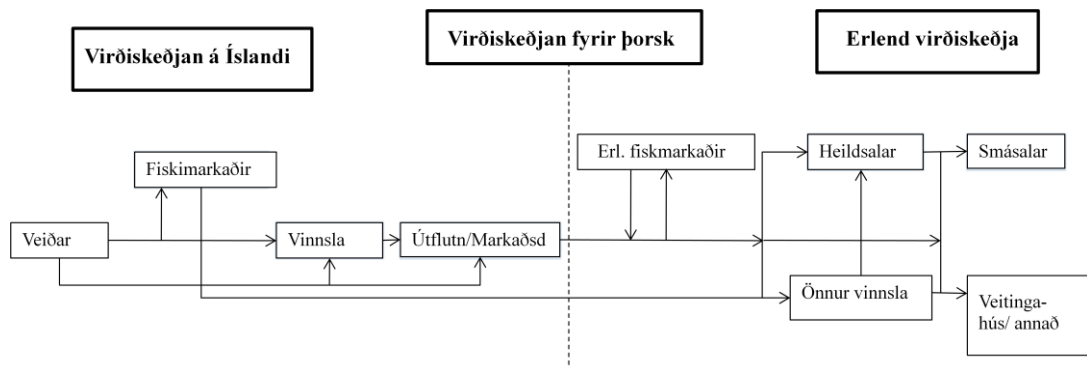 Virðiskeðjan á Íslandi
Virðiskeðjan fyrir þorsk
Erlend virðiskeðja
Fiskimarkaðir
Erl. fiskmarkaðir
Heildsalar
Smásalar
Veiðar
Vinnsla
Útflutn/Markaðsd
Önnur vinnsla
Veitinga-
hús/ annað